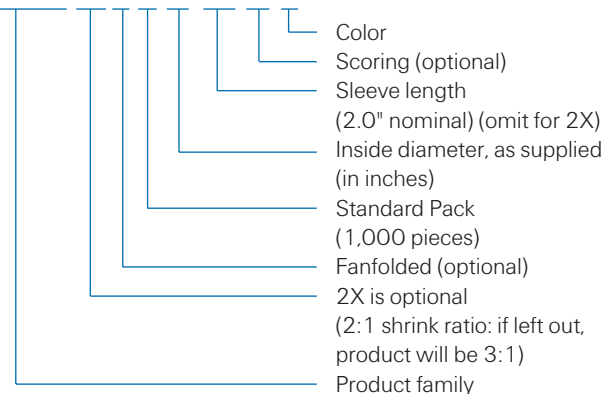 Color
Scoring (optional)
Sleeve length
(2.0" nominal) (omit for 2X)
Inside diameter, as supplied
(in inches)
Standard Pack
(1,000 pieces)
Fanfolded (optional)
2X is optional
(2:1 shrink ratio: if left out,
product will be 3:1)
Product family